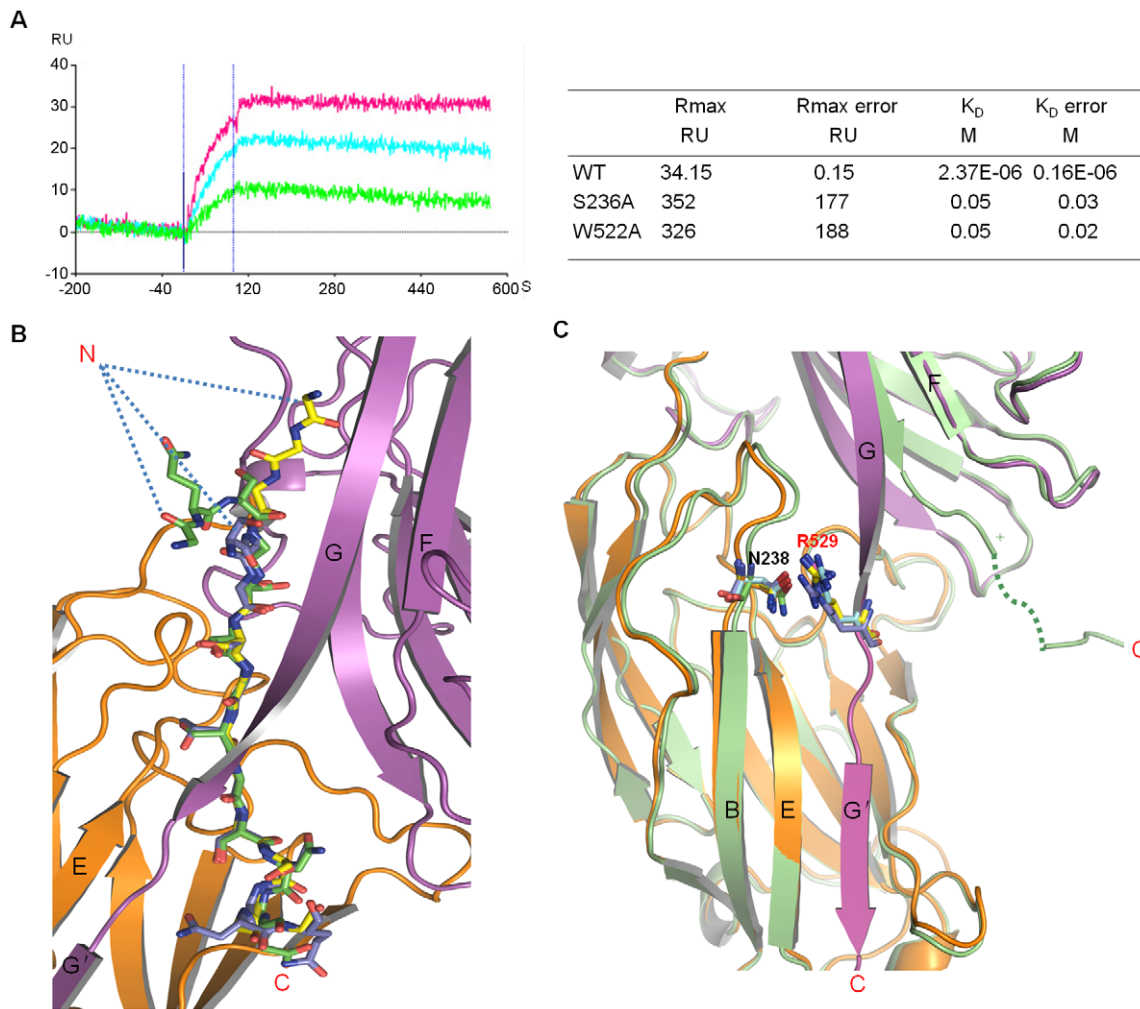 A
RU
40
30
20
10
0
-10
-200 -40 120 280 440 600 S
Rmax Rmax error KD KD error
RU RU M M
WT 34.15 0.15 2.37E-06 0.16E-06
S236A 352 177 0.05 0.03
W522A 326 188 0.05 0.02
B
N
G
F
E
G'
C
C
F
G
R529
N238
C
B E G'
C